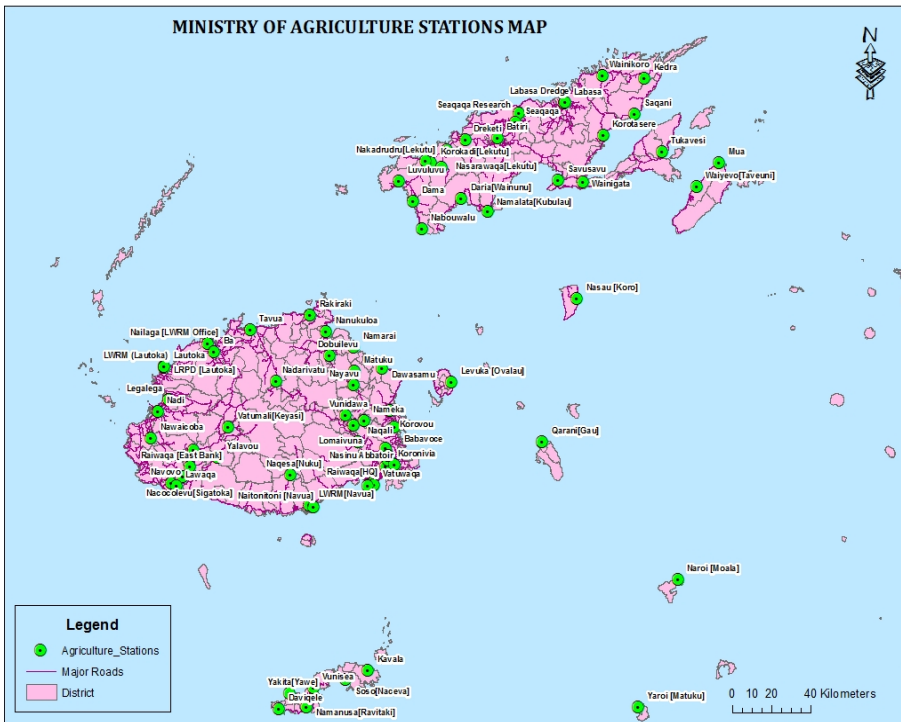 MINISTRY OF AGRICULTURE STATIONS MAP
N
Wainikoro
Kedra
Labasa Dredge
Labasa
Seaqaqa Research
Seaqaqa
Saqani
Dreketi
Batiri
Korotasere
Nakadrudru[Lekutu]
Korokadi[Lekutu]
Tukavesi
Mua
Luvuluvu
Nasarawaqa[Lekutu]
Savusavu
Wainigata
Waiyevo[Taveuni]
Dama
Daria[Wainunu]
Namalata[Kubulau]
Nabouwalu
Nasau [Koro]
Rakiraki
Tavua
Nanukuloa
Nailaga [LWRM Office]
Ba
Namarai
Dobuilevu
LWRM (Lautoka)
Lautoka
Matuku
LRPD [Lautoka]
Nadarivatu
Nayavu
Dawasamu
Levuka [Ovalau]
Legalega
Nadi
Vunidawa
Nameka
Vatumali[Keyasi]
Korovou
Nawaicoba
Naqali
Lomaivuna
Babavoce
Qarani[Gau]
Yalavou
Raiwaqa [East Bank]
Nasinu Abbatoir
Koronivia
Navovo
Lawaqa
Naqesa[Nuku]
Raiwaqa[HQ]
Vatuwaqa
Nacocolevu[Sigatoka]
Naitonitoni [Navua]
LWRM[Navua]
Naroi [Moala]
Legend
Agriculture_Stations
Major Roads
District
Kavala
Vunisea
Yakita[Yawe]
Soso[Naceva]
Daviqele
Namanusa[Ravitaki]
Yaroi [Matuku]
0 10 20 40 Kilometers